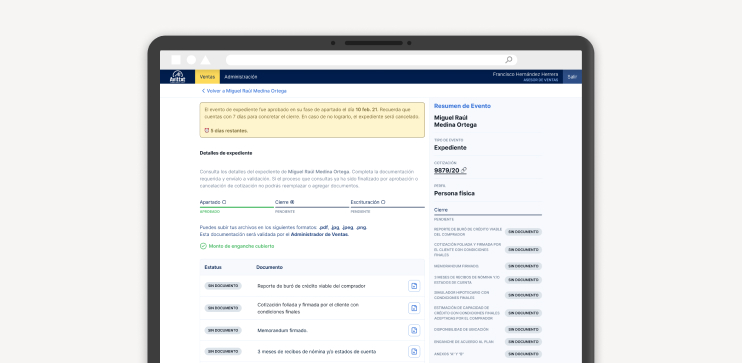 Francisco Hernández Herrera
ASESOR DE VENTAS
Salir
Ventas
Administración
Volver a Miguel Raúl Medina Ortega
El evento de expediente fue aprobado en su fase de apartado el día 10 feb. 21. Recuerda que
cuentas con 7 días para concretar el cierre. En caso de no lograrlo, el expediente será cancelado.
5 días restantes.
Detalles de expediente
Consulta los detalles del expediente de Miguel Raúl Medina Ortega. Completa la documentación
requerida y envíalo a validación. Si el proceso que consultas ya ha sido finalizado por aprobación o
cancelación de cotización no podrás reemplazar o agregar documentos.
Apartado
Cierre
Escrituración
APROBADO
PENDIENTE
PENDIENTE
Puedes subir tus archivos en los siguientes formatos: .pdf, .jpg, .jpeg, .png.
Esta documentación será validada por el Administrador de Ventas.
Monto de enganche cubierto
Estatus
Documento
SIN DOCUMENTO
Reporte de buró de crédito viable del comprador
SIN DOCUMENTO
Cotización foliada y firmada por el cliente con
condiciones finales
SIN DOCUMENTO
Memorandum firmado.
SIN DOCUMENTO
3 meses de recibos de nómina y/o estados de cuenta
Resumen de Evento
Miguel Raúl
Medina Ortega
TIPO DE EVENTO
Expediente
COTIZACIÓN
9879/20
PERFIL
Persona física
Cierre
PENDIENTE
REPORTE DE BURÓ DE CRÉDITO VIABLE
DEL COMPRADOR
SIN DOCUMENTO
COTIZACIÓN FOLIADA Y FIRMADA POR
EL CLIENTE CON CONDICIONES
FINALES
SIN DOCUMENTO
MEMORANDUM FIRMADO
SIN DOCUMENTO
3 MESES DE RECIBOS DE NÓMINA Y/O
ESTADOS DE CUENTA
SIN DOCUMENTO
SIMULADOR HIPOTECARIO CON
CONDICIONES FINALES
SIN DOCUMENTO
ESTIMACIÓN DE CAPACIDAD DE
CRÉDITO CON CONDICIONES FINALES
ACEPTADAS POR EL COMPRADOR
SIN DOCUMENTO
DISPONIBILIDAD DE UBICACIÓN
SIN DOCUMENTO
ENGANCHE DE ACUERDO AL PLAN
SIN DOCUMENTO
ANEXOS "A" Y "B"
SIN DOCUMENTO